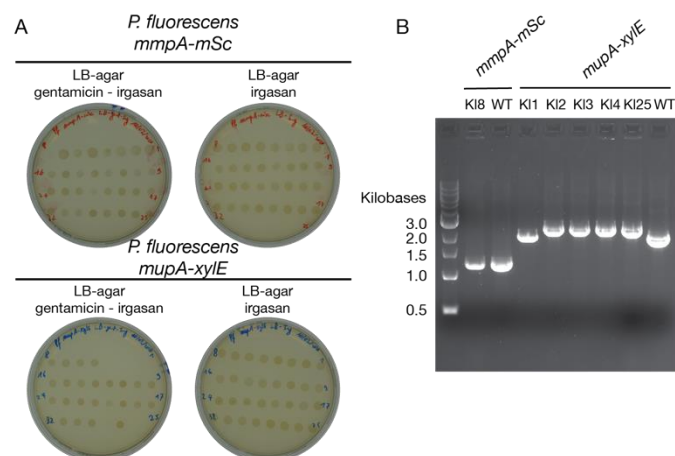 A
P. fluorescens
mmpA-mSc
LB-agar
gentamicin - irgasan
LB-agar
irgasan
P. fluorescens
mupA-xylE
LB-agar
gentamicin - irgasan
LB-agar
irgasan
B
mmpA-mSc
mupA-xylE
KI8 WT KI1 KI2 KI3 KI4 KI25 WT
Kilobases
3.0
2.0
1.5
1.0
0.5